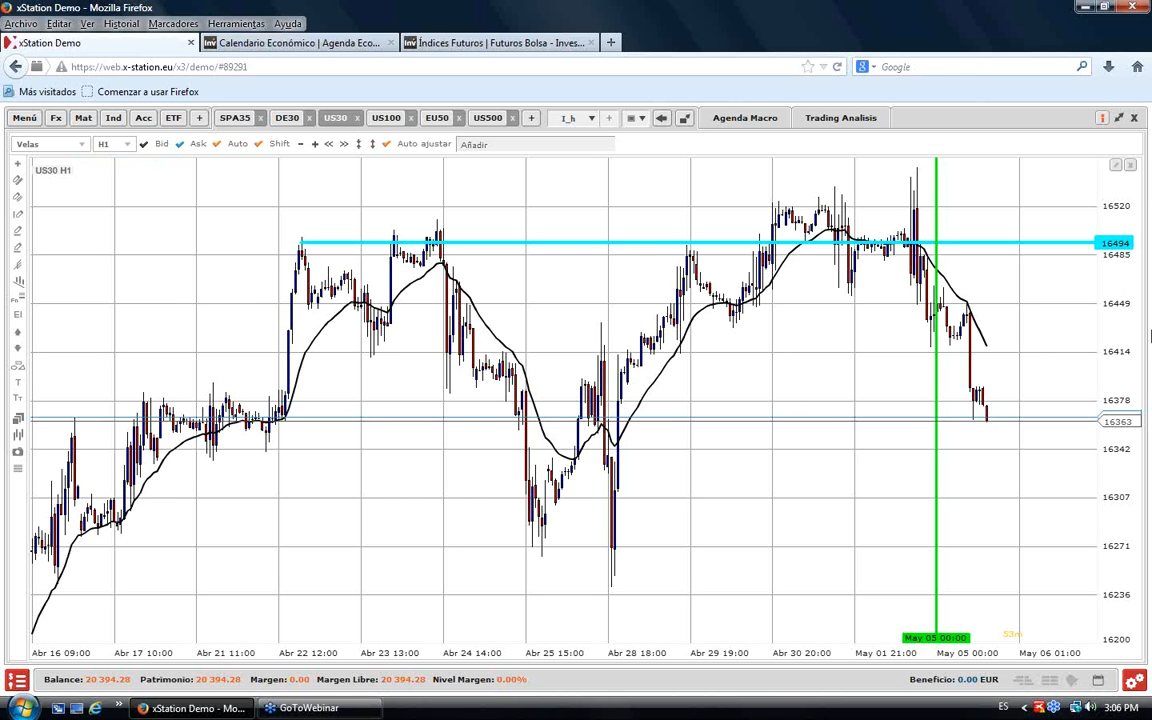 xStation Demo - Mozilla Firefox
Archivo Editar Ver Historial Marcadores Herramientas Ayuda
xStation Demo × Inv Calendario Económico | Agenda Eco... × Inv Índices Futuros | Futuros Bolsa - Inves... × +
https://web.x-station.eu/x3/demo/#89291 Google
Más visitados Comenzar a usar Firefox
Menú Fx Mat Ind Acc ETF + SPA35 x DE30 x US30 x US100 x EU50 x US500 x + I_h + Agenda Macro Trading Analysis
Velas H1 Bid Ask Auto Shift - + << >> Auto ajustar Añadir
US30 H1
16520
16494
16485
16449
16414
16378
16363
16342
16307
16271
16236
16200
May 05 00:00
53m
Abr 16 09:00 Abr 17 10:00 Abr 21 11:00 Abr 22 12:00 Abr 23 13:00 Abr 24 14:00 Abr 25 15:00 Abr 28 18:00 Abr 29 19:00 Abr 30 20:00 May 01 21:00 May 05 00:00 May 06 01:00
Balance: 20 394.28 Patrimonio: 20 394.28 Margen: 0.00 Margen Libre: 20 394.28 Nivel Margen: 0.00% Beneficio: 0.00 EUR
xStation Demo - Mo... GoToWebinar ES 3:06 PM